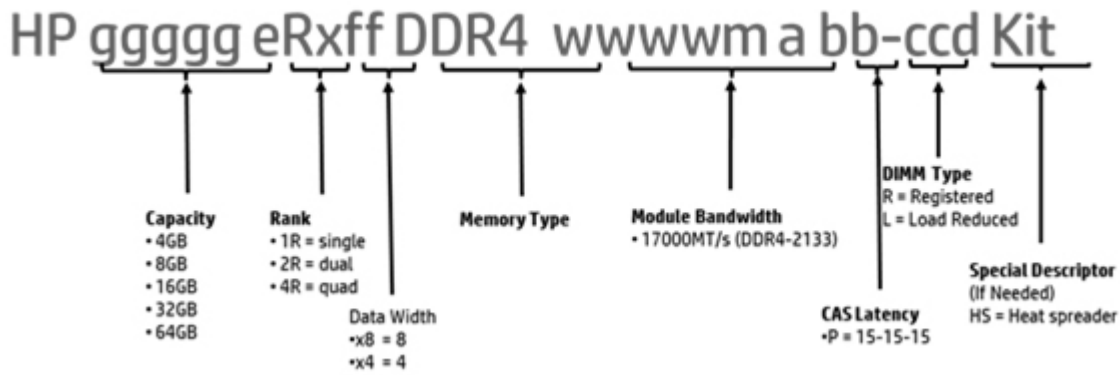 HP ggggg eRxff DDR4 wwwwm a bb-ccd Kit
Capacity
• 4GB
• 8GB
• 16GB
• 32GB
• 64GB
Rank
• 1R = single
• 2R = dual
• 4R = quad
Data Width
•x8 = 8
•x4 = 4
Memory Type
Module Bandwidth
• 17000MT/s (DDR4-2133)
CAS Latency
•P = 15-15-15
DIMM Type
R = Registered
L = Load Reduced
Special Descriptor
(If Needed)
HS = Heat spreader